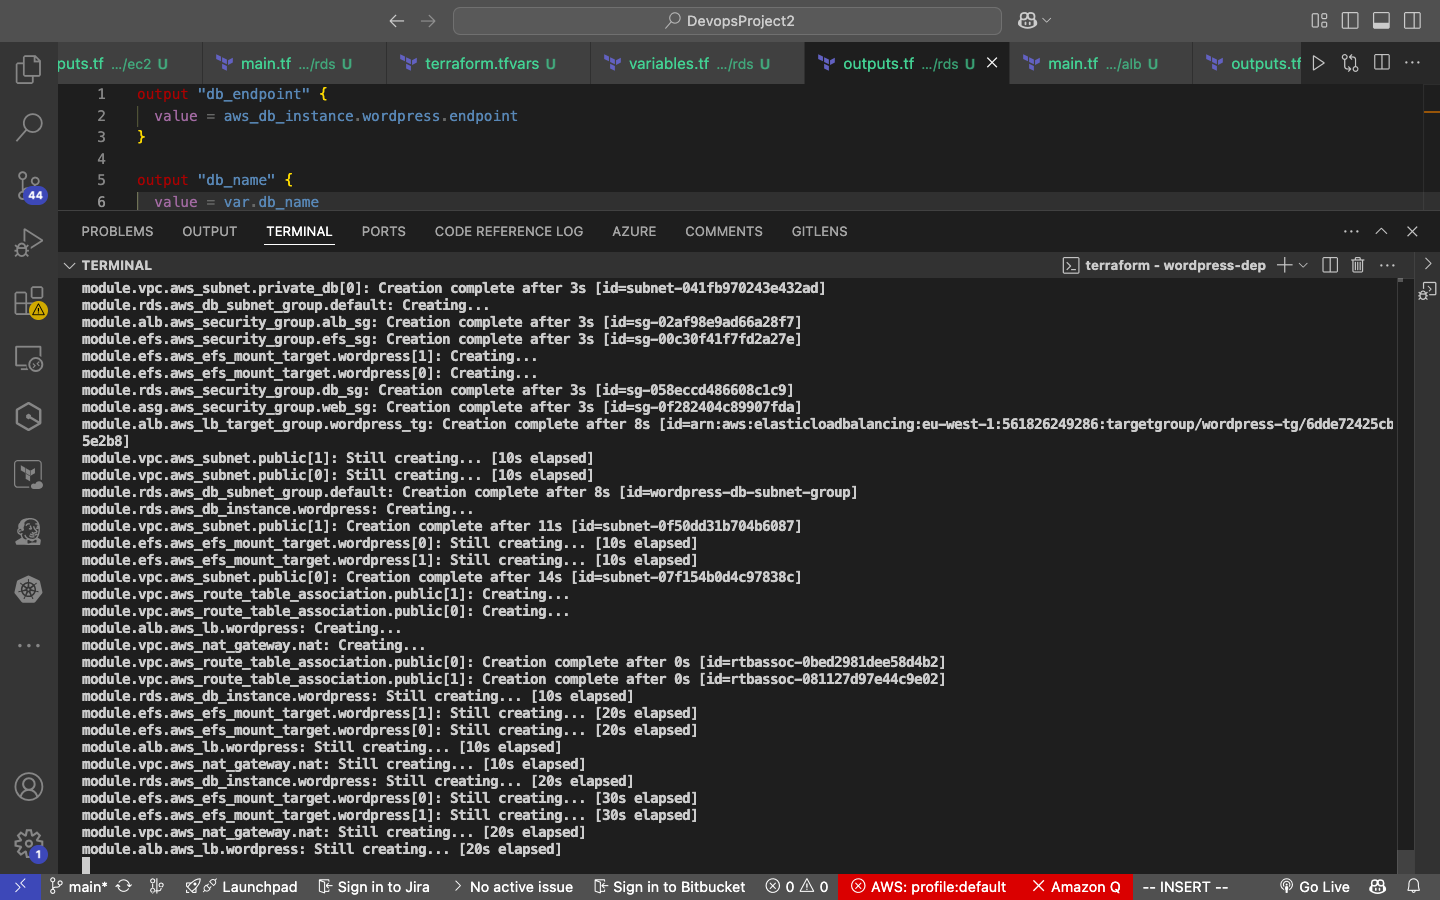 DevopsProject2
puts.tf .../ec2 U
main.tf .../rds U
terraform.tfvars U
variables.tf .../rds U
outputs.tf .../rds U
main.tf .../alb U
outputs.tf
1 output "db_endpoint" {
2 value = aws_db_instance.wordpress.endpoint
3 }
4
5 output "db_name" {
6 value = var.db_name
44
PROBLEMS OUTPUT TERMINAL PORTS CODE REFERENCE LOG AZURE COMMENTS GITLENS
TERMINAL
terraform - wordpress-dep
module.vpc.aws_subnet.private_db[0]: Creation complete after 3s [id=subnet-041fb970243e432ad]
module.rds.aws_db_subnet_group.default: Creating...
module.alb.aws_security_group.alb_sg: Creation complete after 3s [id=sg-02af98e9ad66a28f7]
module.efs.aws_security_group.efs_sg: Creation complete after 3s [id=sg-00c30f41f7fd2a27e]
module.efs.aws_efs_mount_target.wordpress[1]: Creating...
module.efs.aws_efs_mount_target.wordpress[0]: Creating...
module.rds.aws_security_group.db_sg: Creation complete after 3s [id=sg-058eccd486608c1c9]
module.asg.aws_security_group.web_sg: Creation complete after 3s [id=sg-0f282404c89907fda]
module.alb.aws_lb_target_group.wordpress_tg: Creation complete after 8s [id=arn:aws:elasticloadbalancing:eu-west-1:561826249286:targetgroup/wordpress-tg/6dde72425cb
5e2b8]
module.vpc.aws_subnet.public[1]: Still creating... [10s elapsed]
module.vpc.aws_subnet.public[0]: Still creating... [10s elapsed]
module.rds.aws_db_subnet_group.default: Creation complete after 8s [id=wordpress-db-subnet-group]
module.rds.aws_db_instance.wordpress: Creating...
module.vpc.aws_subnet.public[1]: Creation complete after 11s [id=subnet-0f50dd31b704b6087]
module.efs.aws_efs_mount_target.wordpress[0]: Still creating... [10s elapsed]
module.efs.aws_efs_mount_target.wordpress[1]: Still creating... [10s elapsed]
module.vpc.aws_subnet.public[0]: Creation complete after 14s [id=subnet-07f154b0d4c97838c]
module.vpc.aws_route_table_association.public[1]: Creating...
module.vpc.aws_route_table_association.public[0]: Creating...
module.alb.aws_lb.wordpress: Creating...
module.vpc.aws_nat_gateway.nat: Creating...
module.vpc.aws_route_table_association.public[0]: Creation complete after 0s [id=rtbassoc-0bed2981dee58d4b2]
module.vpc.aws_route_table_association.public[1]: Creation complete after 0s [id=rtbassoc-081127d97e44c9e02]
module.rds.aws_db_instance.wordpress: Still creating... [10s elapsed]
module.efs.aws_efs_mount_target.wordpress[1]: Still creating... [20s elapsed]
module.efs.aws_efs_mount_target.wordpress[0]: Still creating... [20s elapsed]
module.alb.aws_lb.wordpress: Still creating... [10s elapsed]
module.vpc.aws_nat_gateway.nat: Still creating... [10s elapsed]
module.rds.aws_db_instance.wordpress: Still creating... [20s elapsed]
module.efs.aws_efs_mount_target.wordpress[0]: Still creating... [30s elapsed]
module.efs.aws_efs_mount_target.wordpress[1]: Still creating... [30s elapsed]
module.vpc.aws_nat_gateway.nat: Still creating... [20s elapsed]
module.alb.aws_lb.wordpress: Still creating... [20s elapsed]
1
main* Launchpad Sign in to Jira No active issue Sign in to Bitbucket 0 0 AWS: profile:default Amazon Q -- INSERT -- Go Live